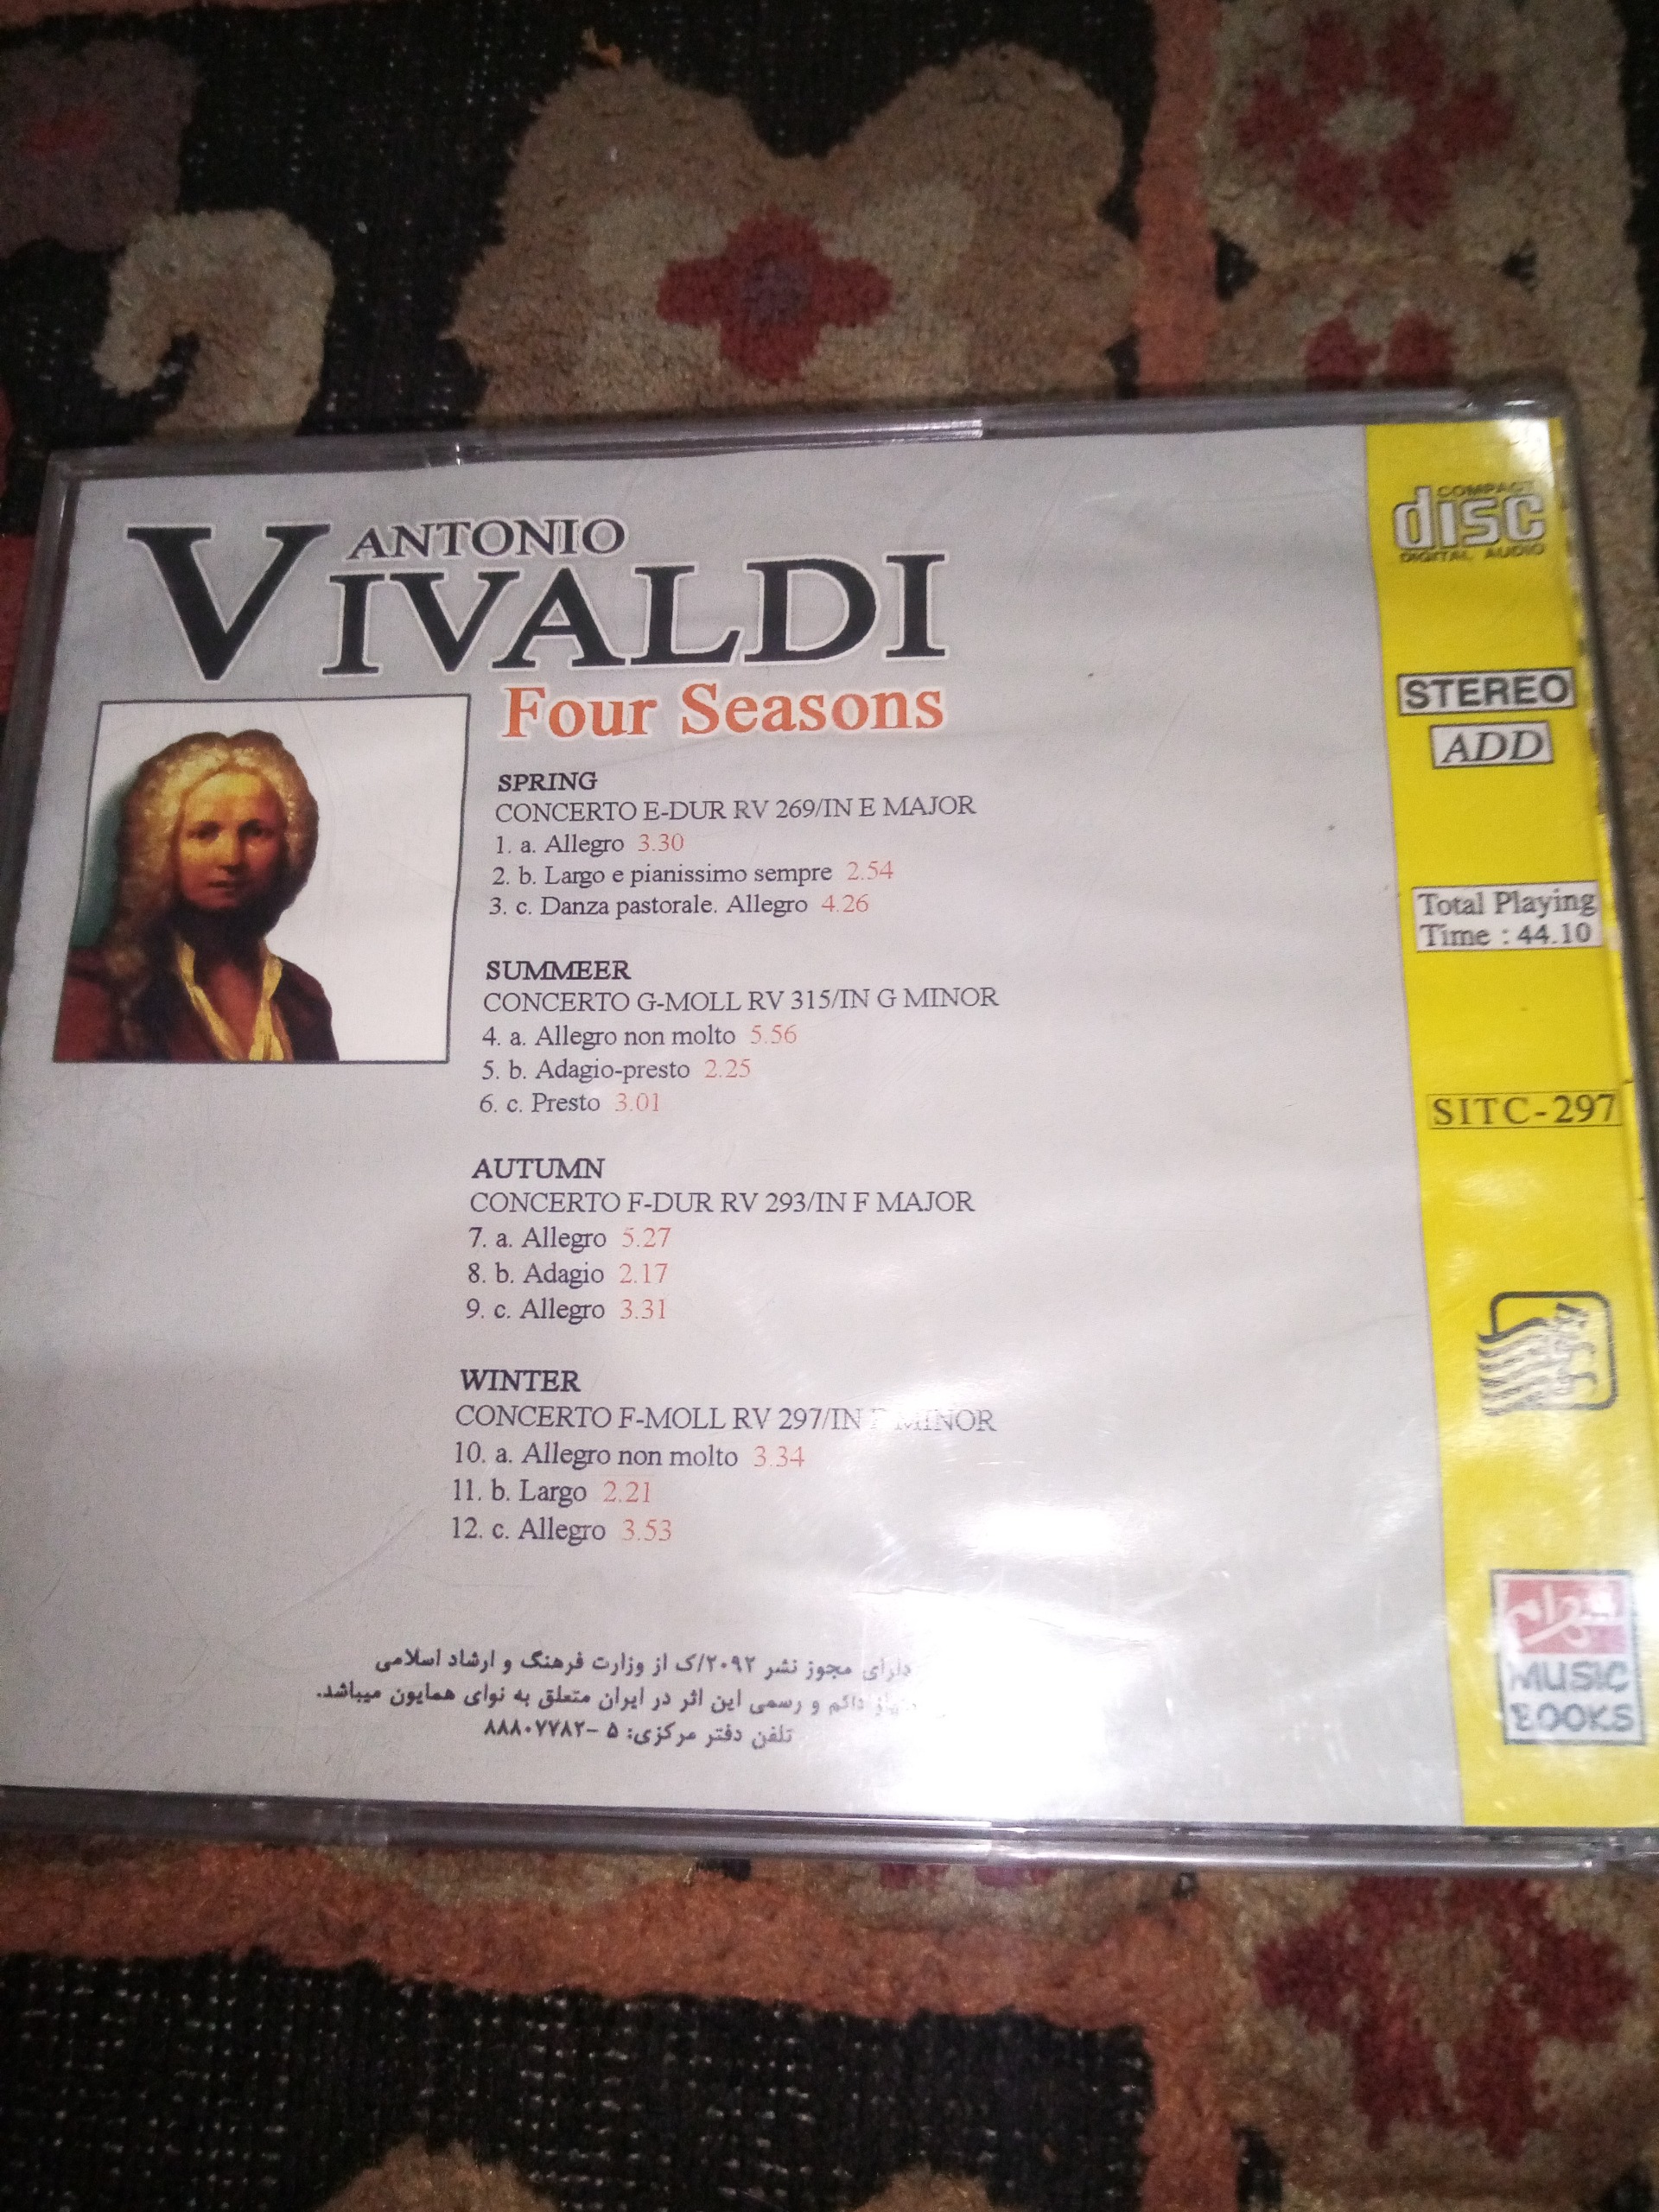 ANTONIO
VIVALDI
Four Seasons
SPRING
CONCERTO E-DUR RV 269/IN E MAJOR
1. a. Allegro 3.30
2. b. Largo e pianissimo sempre 2.54
3. c. Danza pastorale. Allegro 4.26
SUMMEER
CONCERTO G-MOLL RV 315/IN G MINOR
4. a. Allegro non molto 5.56
5. b. Adagio-presto 2.25
6. c. Presto 3.01
AUTUMN
CONCERTO F-DUR RV 293/IN F MAJOR
7. a. Allegro 5.27
8. b. Adagio 2.17
9. c. Allegro 3.31
WINTER
CONCERTO F-MOLL RV 297/IN F MINOR
10. a. Allegro non molto 3.34
11. b. Largo 2.21
12. c. Allegro 3.53
دارای مجوز نشر ۲۰۹۲/ک از وزارت فرهنگ و ارشاد اسلامی
و رسمی این اثر در ایران متعلق به نوای همایون میباشد.
تلفن دفتر مرکزی: ۵ -۸۸۸۰۷۷۸۲
COMPACT
disc
DIGITAL AUDIO
STEREO
ADD
Total Playing
Time : 44.10
SITC-297
MUSIC
BOOKS